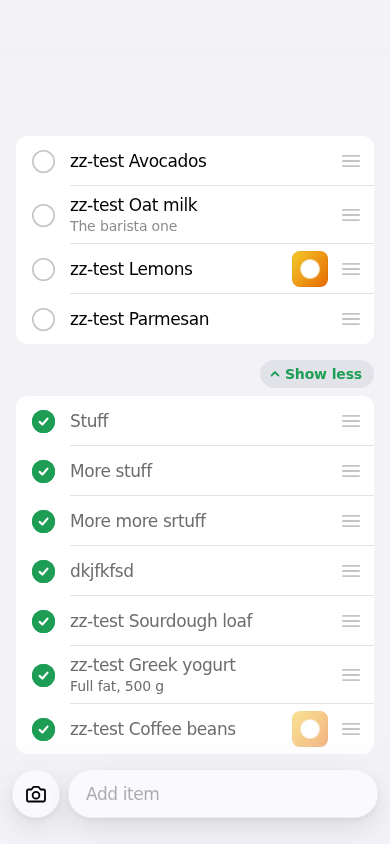 zz-test Avocados
zz-test Oat milk
The barista one
zz-test Lemons
zz-test Parmesan
Show less
Stuff
More stuff
More more srtuff
dkjfkfsd
zz-test Sourdough loaf
zz-test Greek yogurt
Full fat, 500 g
zz-test Coffee beans
Add item